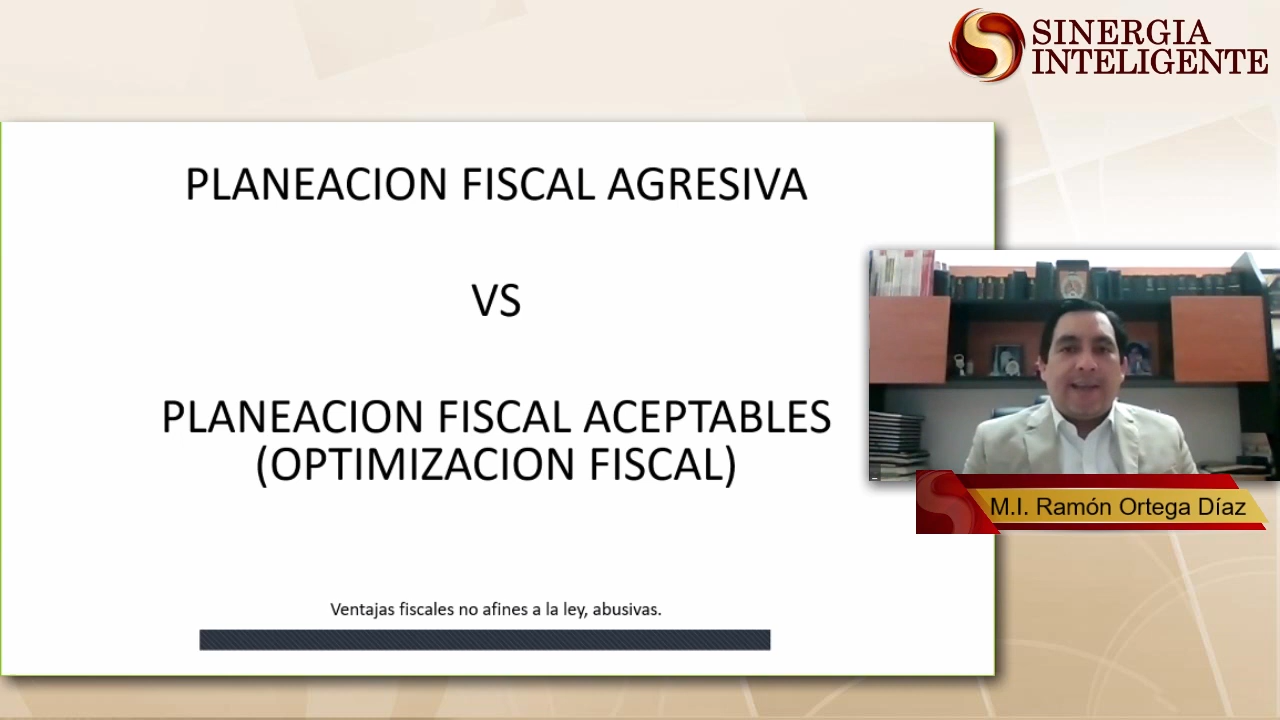 SINERGIA
INTELIGENTE
PLANEACION FISCAL AGRESIVA
VS
PLANEACION FISCAL ACEPTABLES
(OPTIMIZACION FISCAL)
Ventajas fiscales no afines a la ley, abusivas.
M.I. Ramón Ortega Díaz